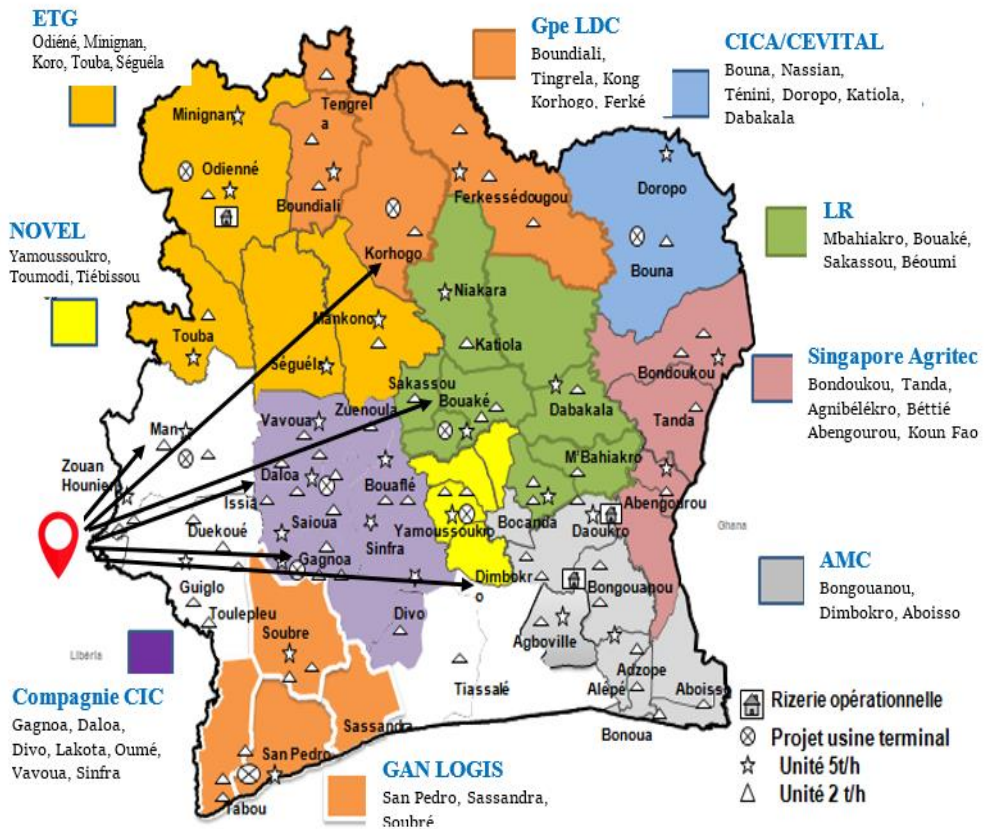 ETG
Odiéné, Minignan,
Koro, Touba, Séguéla
Gpe LDC
Boundiali,
Tingrela, Kong
Korhogo, Ferké
CICA/CEVITAL
Bouna, Nassian,
Ténini, Doropo, Katiola,
Dabakala
NOVEL
Yamoussoukro,
Toumodi, Tiébissou
LR
Mbahiakro, Bouaké,
Sakassou, Béoumi
Singapore Agritec
Bondoukou, Tanda,
Agnibélékro, Béttié
Abengourou, Koun Fao
AMC
Bongouanou,
Dimbokro, Aboisso
Compagnie CIC
Gagnoa, Daloa,
Divo, Lakota, Oumé,
Vavoua, Sinfra
GAN LOGIS
San Pedro, Sassandra,
Soubré
Rizerie opérationnelle
Projet usine terminal
Unité 5t/h
Unité 2 t/h
Minignan
Tengrel
a
Odienné
Boundiali
Ferkessédougou
Doropo
Korhogo
Bouna
Niakara
Touba
Mankono
Séguéla
Katiola
Bondoukou
Sakassou
Bouaké
Dabakala
Tanda
Vavoua
Zuenoula
Man
Zouan
Hounien
M'Bahiakro
Daloa
Bouaflé
Issia
Abengourou
Saioua
Yamoussoukro
Bocanda
Daoukro
Ghana
Duekoué
Sinfra
Gagnoa
Dimbokr
o
Bongouanou
Guiglo
Toulepleu
Divo
Agboville
Soubre
Adzope
Libéria
Tiassalé
Alépé
Aboisso
Sassandra
Bonoua
San Pedro
Tabou